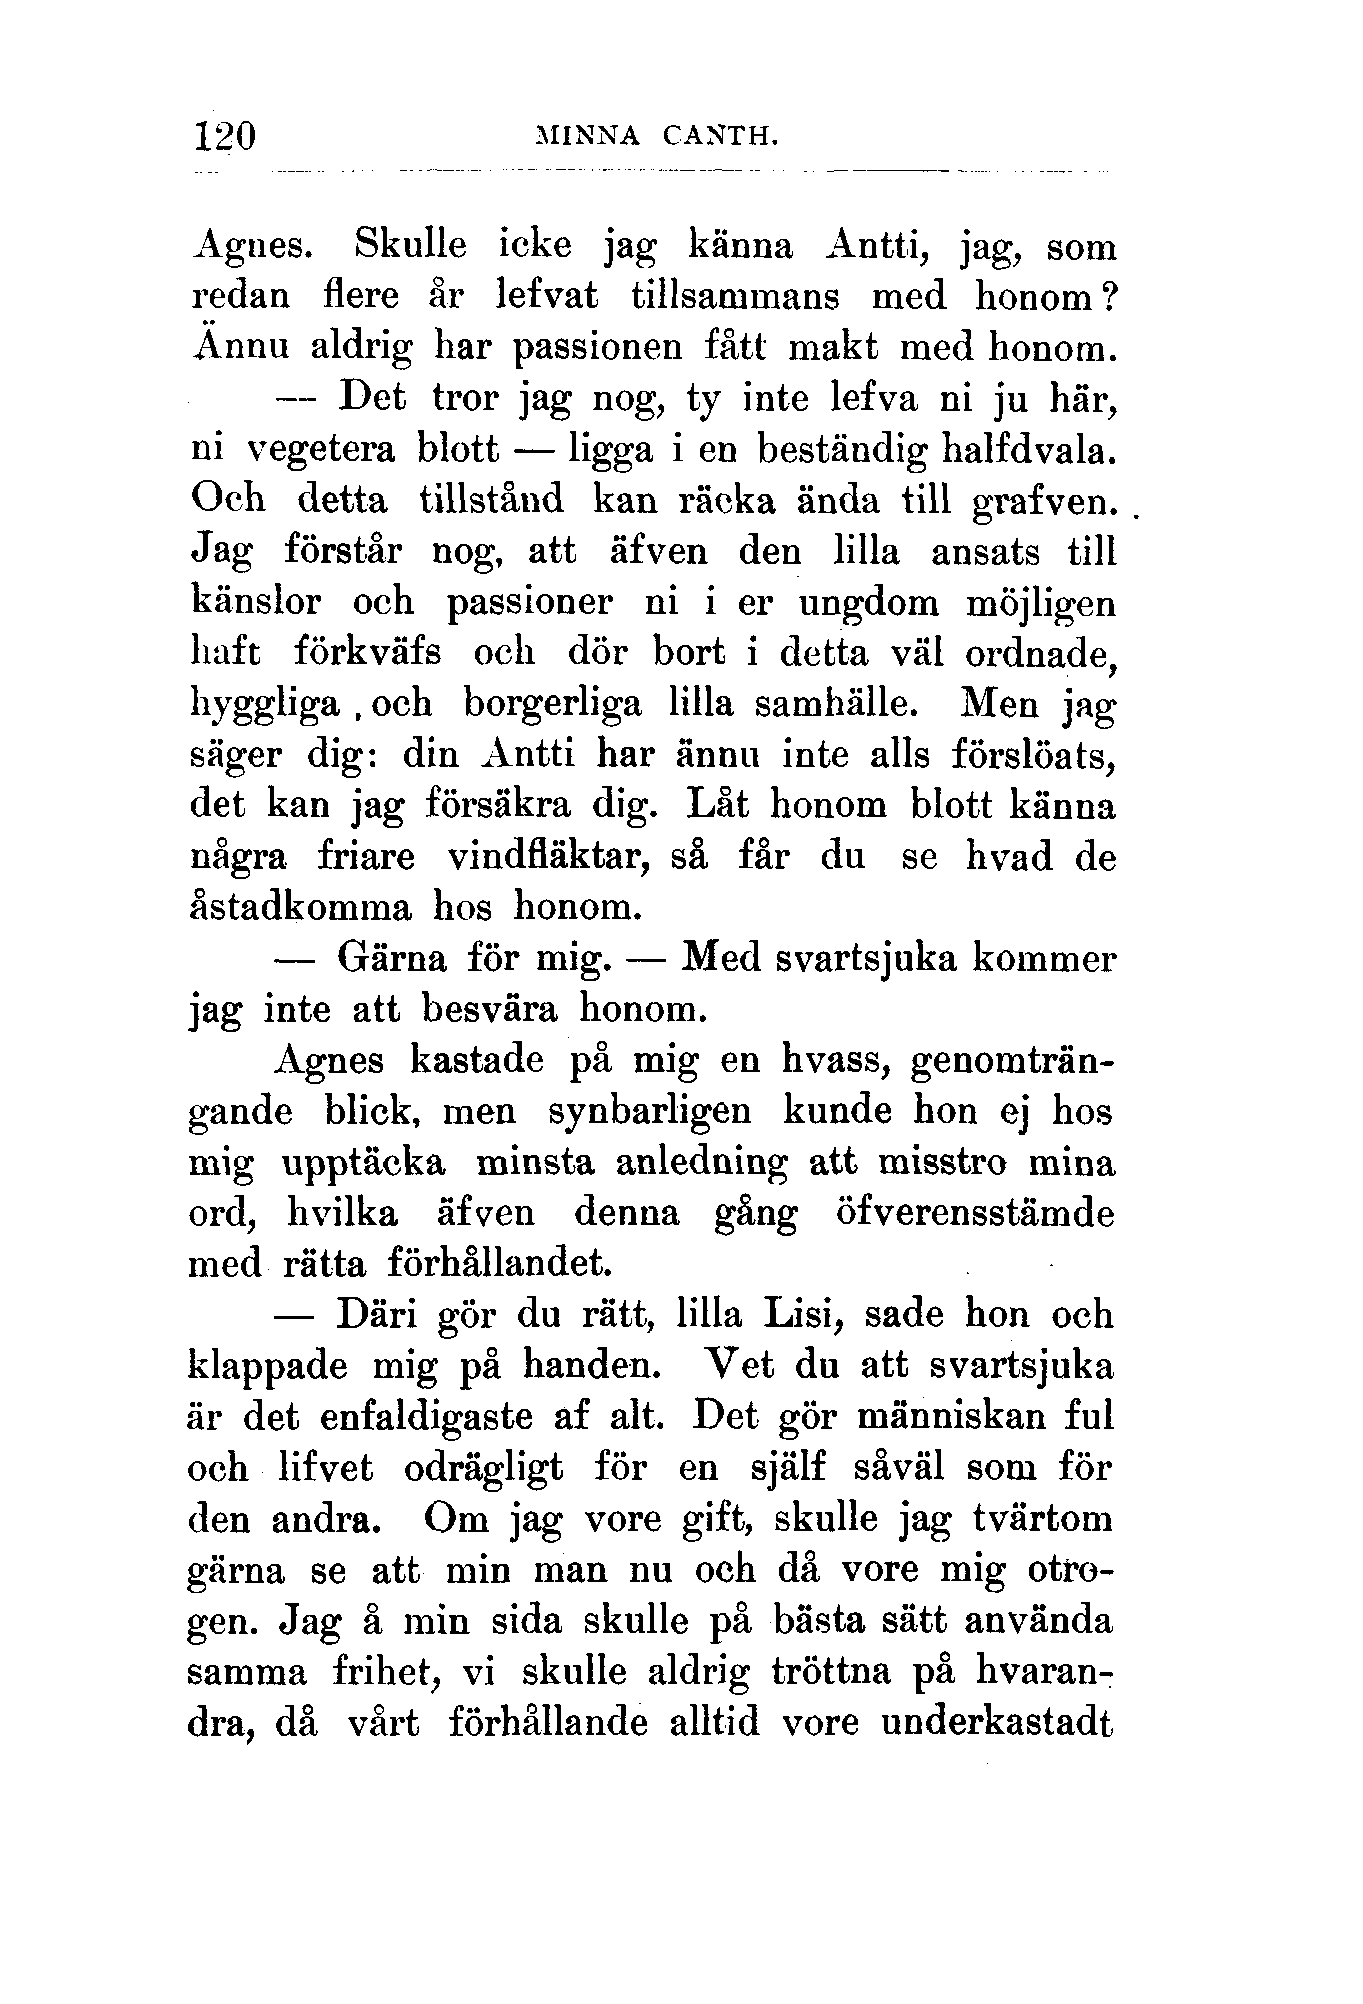 120 MINNA CANTH.
Agnes. Skulle icke jag känna Antti, jag, som
redan flere år lefvat tillsammans med honom?
Ännu aldrig har passionen fått makt med honom.
— Det tror jag nog, ty inte lefva ni ju här,
ni vegetera blott — ligga i en beständig halfdvala.
Och detta tillstånd kan räcka ända till grafven.
Jag förstår nog, att äfven den lilla ansats till
känslor och passioner ni i er ungdom möjligen
haft förkväfs och dör bort i detta väl ordnade,
hyggliga, och borgerliga lilla samhälle. Men jag
säger dig: din Antti har ännu inte alls förslöats,
det kan jag försäkra dig. Låt honom blott känna
några friare vindfläktar, så får du se hvad de
åstadkomma hos honom.
— Gärna för mig. — Med svartsjuka kommer
jag inte att besvära honom.
Agnes kastade på mig en hvass, genomträn-
gande blick, men synbarligen kunde hon ej hos
mig upptäcka minsta anledning att misstro mina
ord, hvilka äfven denna gång öfverensstämde
med rätta förhållandet.
— Däri gör du rätt, lilla Lisi, sade hon och
klappade mig på handen. Vet du att svartsjuka
är det enfaldigaste af alt. Det gör människan ful
och lifvet odrägligt för en själf såväl som för
den andra. Om jag vore gift, skulle jag tvärtom
gärna se att min man nu och då vore mig otro-
gen. Jag å min sida skulle på bästa sätt använda
samma frihet, vi skulle aldrig tröttna på hvaran-
dra, då vårt förhållande alltid vore underkastadt